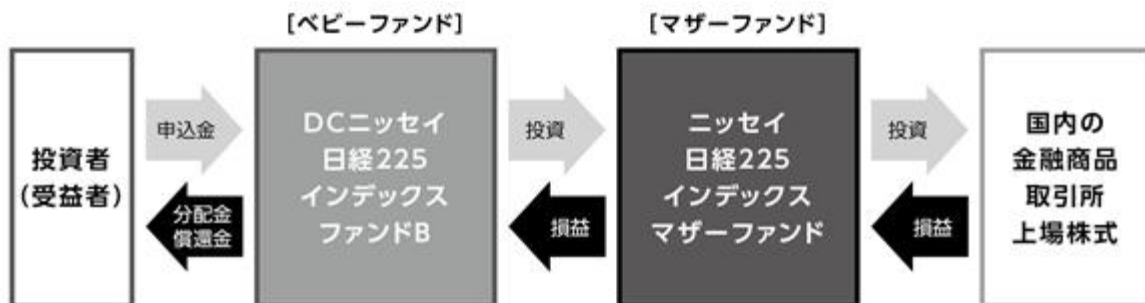 [ベビーファンド]
[マザーファンド]
投資者
(受益者)
申込金
分配金
償還金
DCニッセイ
日経225
インデックス
ファンドB
投資
損益
ニッセイ
日経225
インデックス
マザーファンド
投資
損益
国内の
金融商品
取引所
上場株式